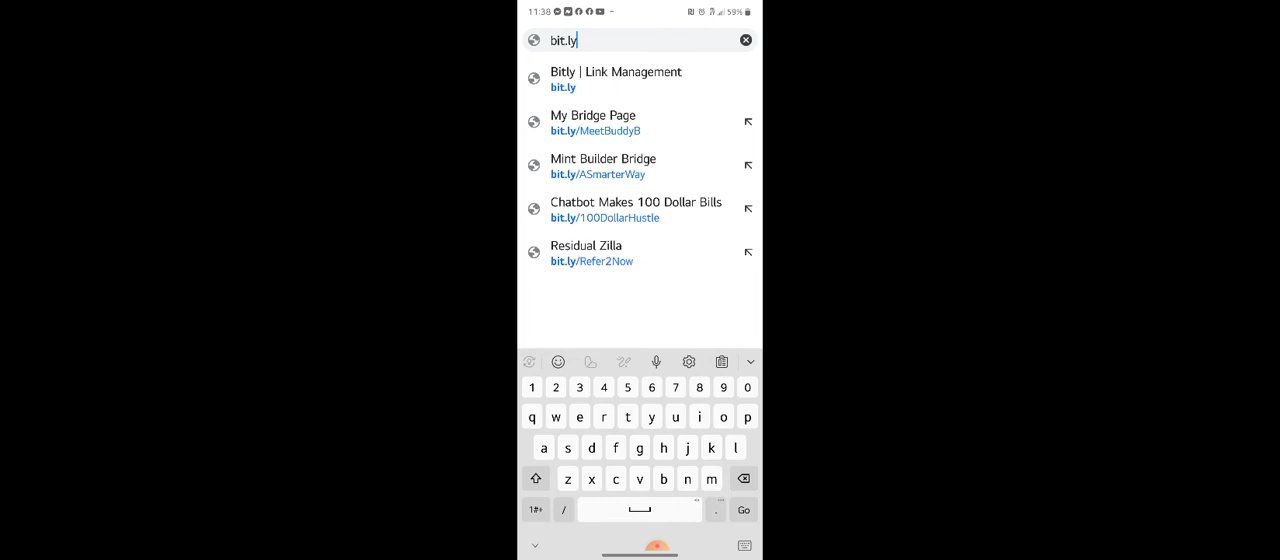 11:38
59%
bit.ly
Bitly | Link Management
bit.ly
My Bridge Page
bit.ly/MeetBuddyB
Mint Builder Bridge
bit.ly/ASmarterWay
Chatbot Makes 100 Dollar Bills
bit.ly/100DollarHustle
Residual Zilla
bit.ly/Refer2Now
1 2 3 4 5 6 7 8 9 0
q w e r t y u i o p
a s d f g h j k l
z x c v b n m
1#+ / . Go